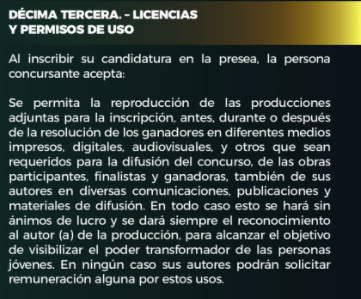 DÉCIMA TERCERA. – LICENCIAS
Y PERMISOS DE USO
Al inscribir su candidatura en la presea, la persona
concursante acepta:
Se permita la reproducción de las producciones
adjuntas para la inscripción, antes, durante o después
de la resolución de los ganadores en diferentes medios
impresos, digitales, audiovisuales, y otros que sean
requeridos para la difusión del concurso, de las obras
participantes, finalistas y ganadoras, también de sus
autores en diversas comunicaciones, publicaciones y
materiales de difusión. En todo caso esto se hará sin
ánimos de lucro y se dará siempre el reconocimiento
al autor (a) de la producción, para alcanzar el objetivo
de visibilizar el poder transformador de las personas
jóvenes. En ningún caso sus autores podrán solicitar
remuneración alguna por estos usos.